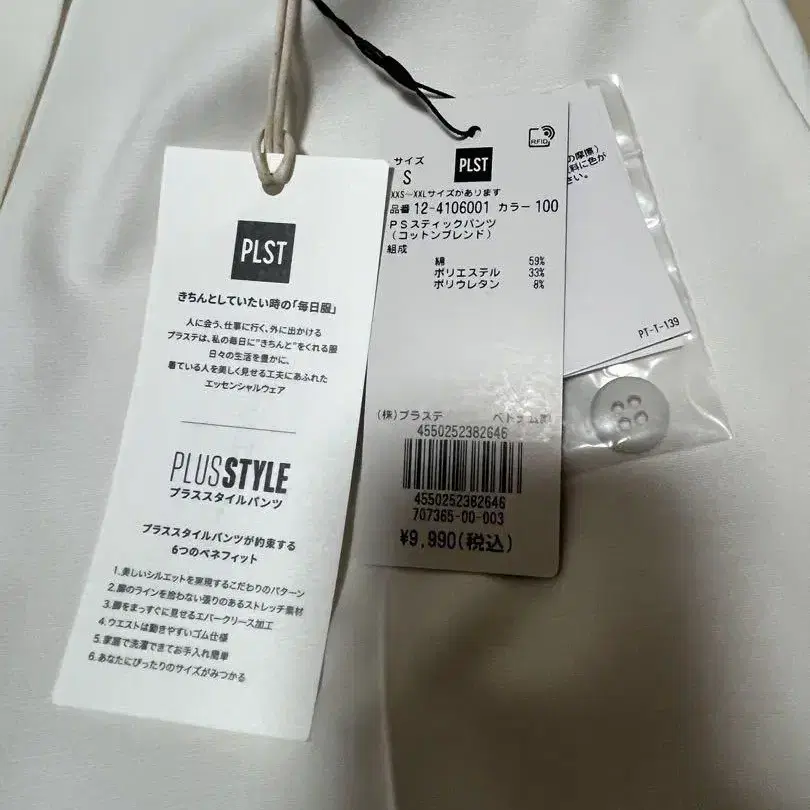 PLST
きちんとしていたい時の「毎日服」
人に会う、仕事に行く、外に出かける
プラステは、私の毎日に"きちんと"をくれる服
日々の生活を豊かに、
着ている人を美しく見せる工夫にあふれた
エッセンシャルウェア
PLUSSTYLE
プラススタイルパンツ
プラススタイルパンツが約束する
6つのベネフィット
1.美しいシルエットを実現するこだわりのパターン
2.脚のラインを拾わない張りのあるストレッチ素材
3.脚をまっすぐに見せるエバークリース加工
4.ウエストは動きやすいゴム仕様
5.家庭で洗濯できてお手入れ簡単
6.あなたにぴったりのサイズがみつかる
サイズ
S
PLST
RFID
XXS~XXLサイズがあります
品番 12-4106001 カラー 100
PSスティックパンツ
(コットンブレンド)
組成
綿 59%
ポリエステル 33%
ポリウレタン 8%
(株)プラステ ベトナム製
4550252382646
4550252382646
707365-00-003
¥9,990(税込)
の摩擦)
料に色が
さい。
PT-T-139